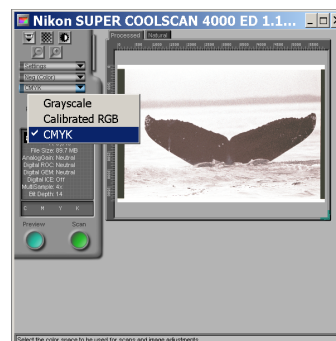 Nikon SUPER COOLSCAN 4000 ED 1.1...
Processed Natural
Settings
Neg (Color)
CMYK
Grayscale
Calibrated RGB
✓ CMYK
File Size: 89.7 MB
AnalogGain: Neutral
Digital ROC: Neutral
Digital GEM: Neutral
Digital ICE: Off
MultiSample: 4x
Bit Depth: 14
C M Y K
Preview Scan
Select the color space to be used for scans and image adjustments